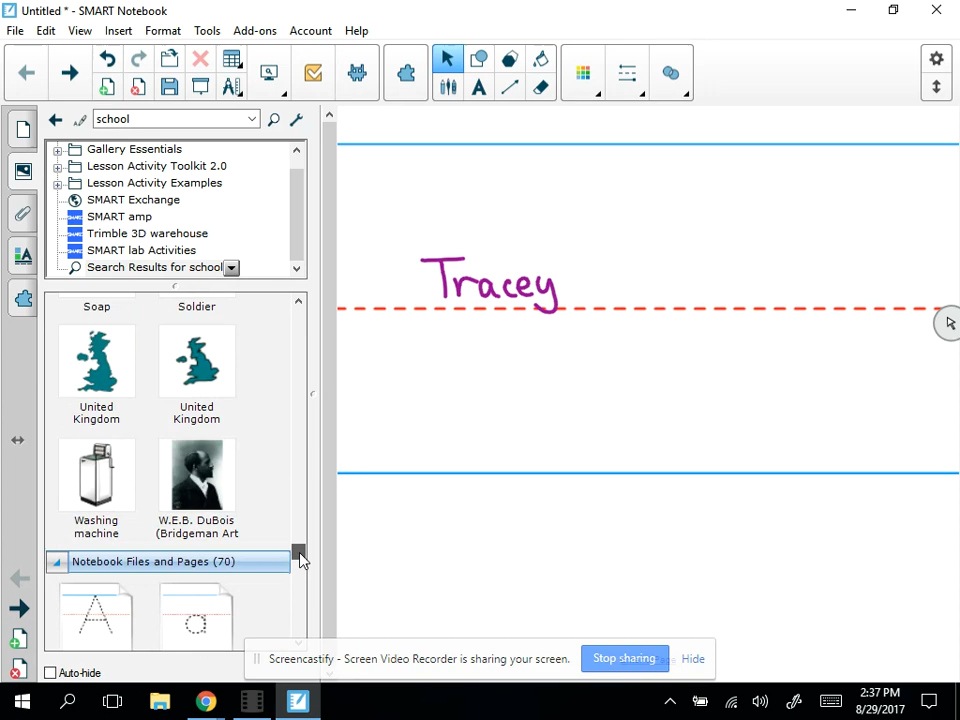 Untitled * - SMART Notebook
File Edit View Insert Format Tools Add-ons Account Help
school
Gallery Essentials
Lesson Activity Toolkit 2.0
Lesson Activity Examples
SMART Exchange
SMART amp
Trimble 3D warehouse
SMART lab Activities
Search Results for school
Soap Soldier
United Kingdom United Kingdom
Washing machine W.E.B. DuBois (Bridgeman Art
Notebook Files and Pages (70)
A a
Auto-hide
Tracey
Screencastify - Screen Video Recorder is sharing your screen. Stop sharing Hide
2:37 PM
8/29/2017